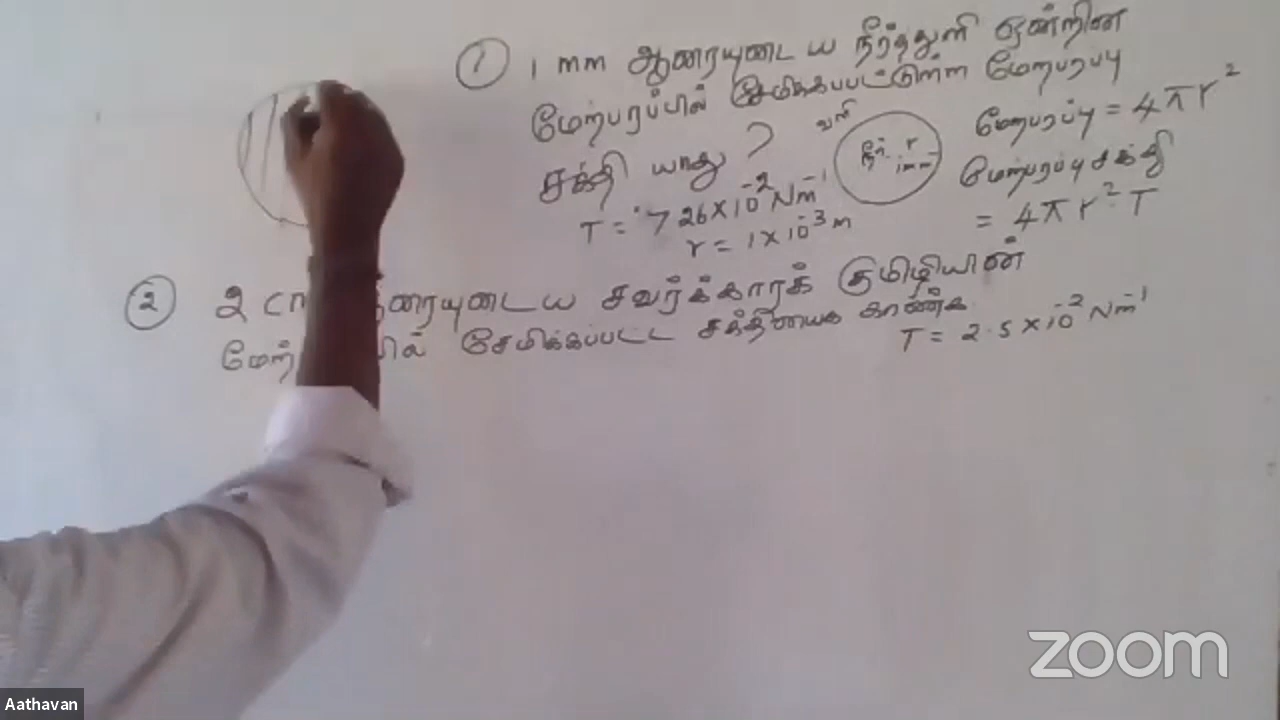 ① 1 mm ஆரையுடைய நீர்த்துளி ஒன்றின்
மேற்பரப்பில் சேமிக்கப்பட்டுள்ள மேற்பரப்பு
சக்தி யாது ?
வளி
நீர் r
1mm
மேற்பரப்பு = 4πr²
மேற்பரப்பு சக்தி
= 4πr². T
T = 7.26×10⁻² Nm⁻¹
r = 1×10⁻³ m
② 2 cm ஆரையுடைய சவர்க்காரக் குமிழியின்
சேமிக்கப்பட்ட சக்தியைக காண்க
T = 2.5×10⁻² Nm⁻¹
zoom
Aathavan